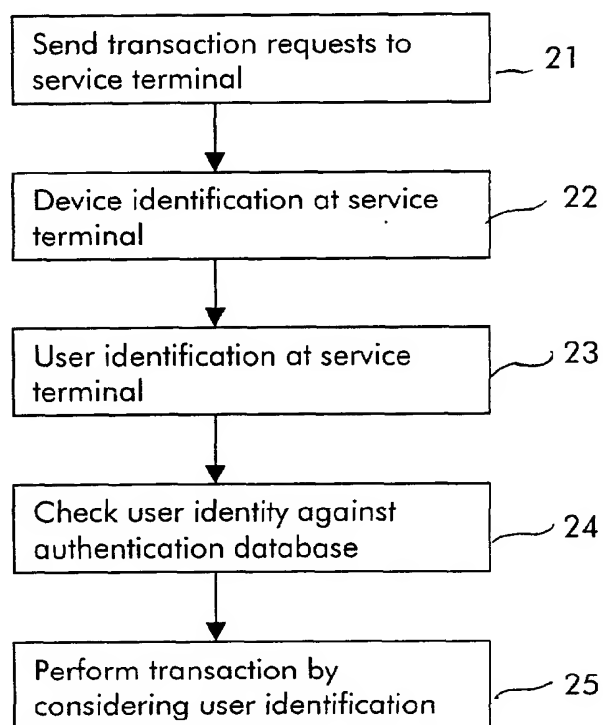 Send transaction requests to
service terminal
21
Device identification at service
terminal
22
User identification at service
terminal
23
Check user identity against
authentication database
24
Perform transaction by
considering user identification
25